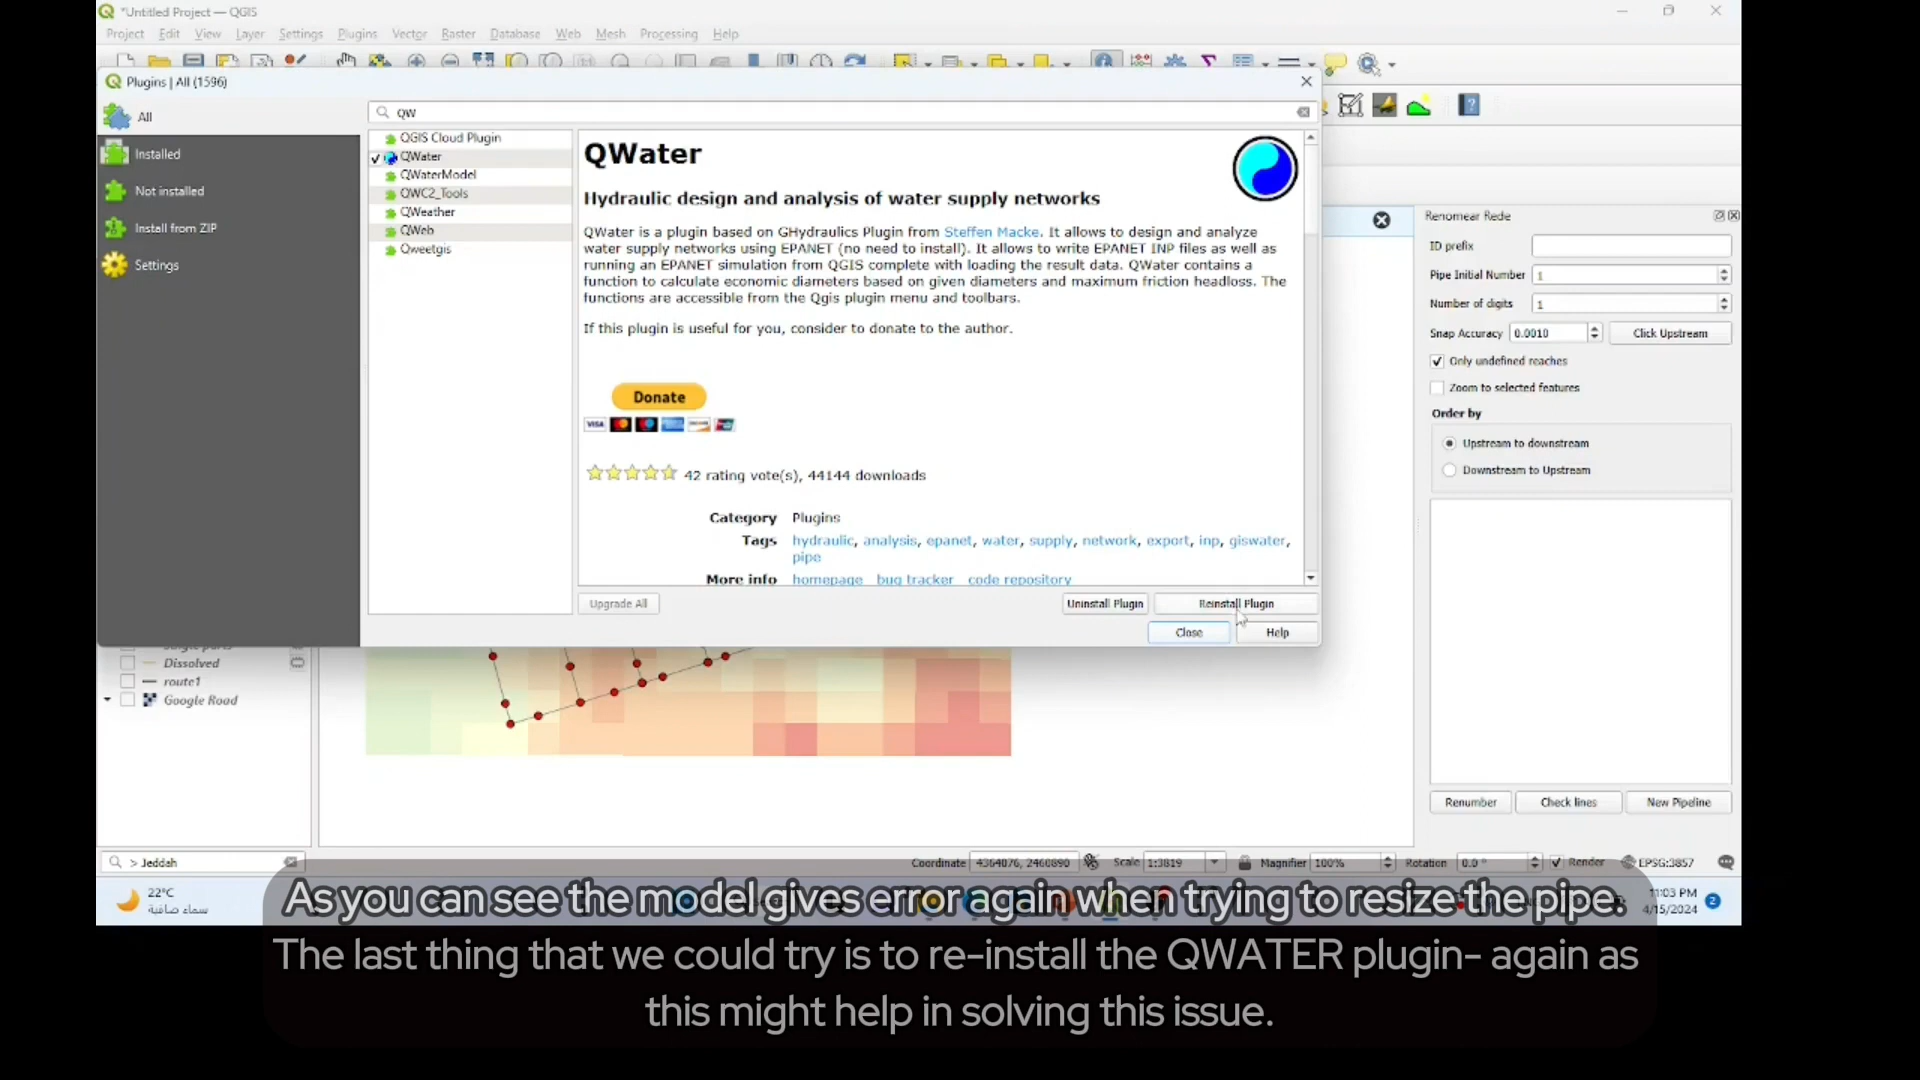 *Untitled Project — QGIS
Project Edit View Layer Settings Plugins Vector Raster Database Web Mesh Processing Help
Plugins | All (1596)
All
Installed
Not installed
Install from ZIP
Settings
QW
QGIS Cloud Plugin
QWater
QWaterModel
QWC2_Tools
QWeather
QWeb
Qweetgis
QWater
Hydraulic design and analysis of water supply networks
QWater is a plugin based on GHydraulics Plugin from Steffen Macke. It allows to design and analyze
water supply networks using EPANET (no need to install). It allows to write EPANET INP files as well as
running an EPANET simulation from QGIS complete with loading the result data. QWater contains a
function to calculate economic diameters based on given diameters and maximum friction headloss. The
functions are accessible from the Qgis plugin menu and toolbars.
If this plugin is useful for you, consider to donate to the author.
Donate
VISA
42 rating vote(s), 44144 downloads
Category Plugins
Tags hydraulic, analysis, epanet, water, supply, network, export, inp, giswater,
pipe
More info homepage bug tracker code repository
Upgrade All Uninstall Plugin Reinstall Plugin
Close Help
Renomear Rede
ID prefix
Pipe Initial Number 1
Number of digits 1
Snap Accuracy 0.0010 Click Upstream
Only undefined reaches
Zoom to selected features
Order by
Upstream to downstream
Downstream to Upstream
Renumber Check lines New Pipeline
Dissolved
route1
Google Road
> Jeddah
Coordinate 4364076, 2460890 Scale 1:3819 Magnifier 100% Rotation 0.0 ° Render EPSG:3857
22°C
سماء صافية
11:03 PM
4/15/2024
2
As you can see the model gives error again when trying to resize the pipe.
The last thing that we could try is to re-install the QWATER plugin- again as
this might help in solving this issue.